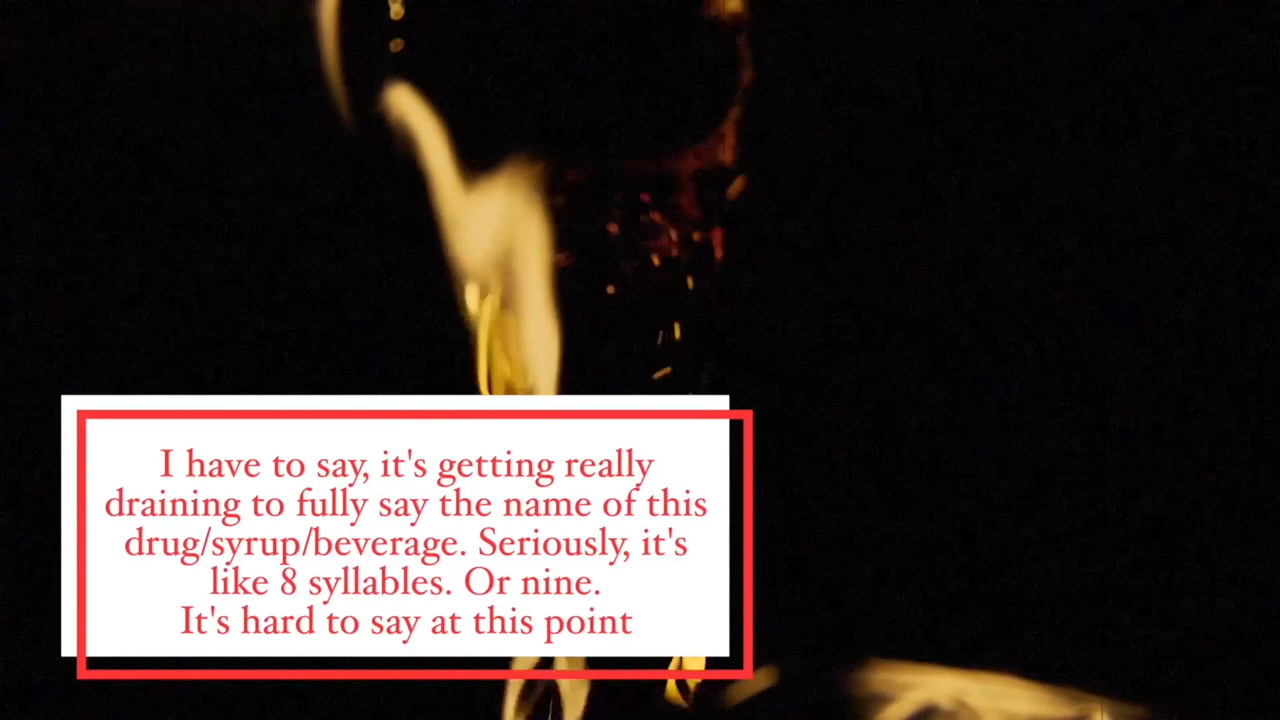 I have to say, it's getting really
draining to fully say the name of this
drug/syrup/beverage. Seriously, it's
like 8 syllables. Or nine.
It's hard to say at this point